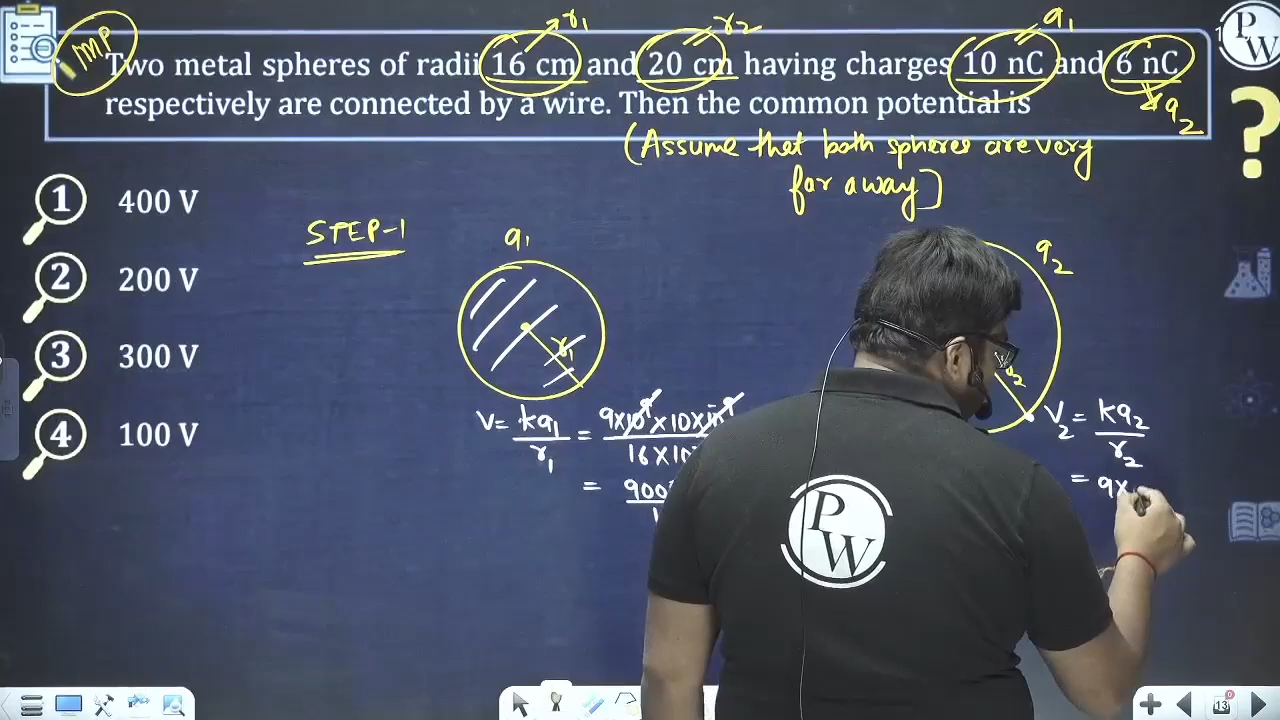 IMP
r1
r2
q1
Two metal spheres of radii 16 cm and 20 cm having charges 10 nC and 6 nC
respectively are connected by a wire. Then the common potential is
q2
(Assume that both spheres are very
far away]
1 400 V
2 200 V
3 300 V
4 100 V
STEP-1
q1
q2
r1
V= kq1/r1 = 9×10⁹×10×10⁻⁹
16×10
= 900
V2 = kq2/r2
= 9×
P W
P W
?
13